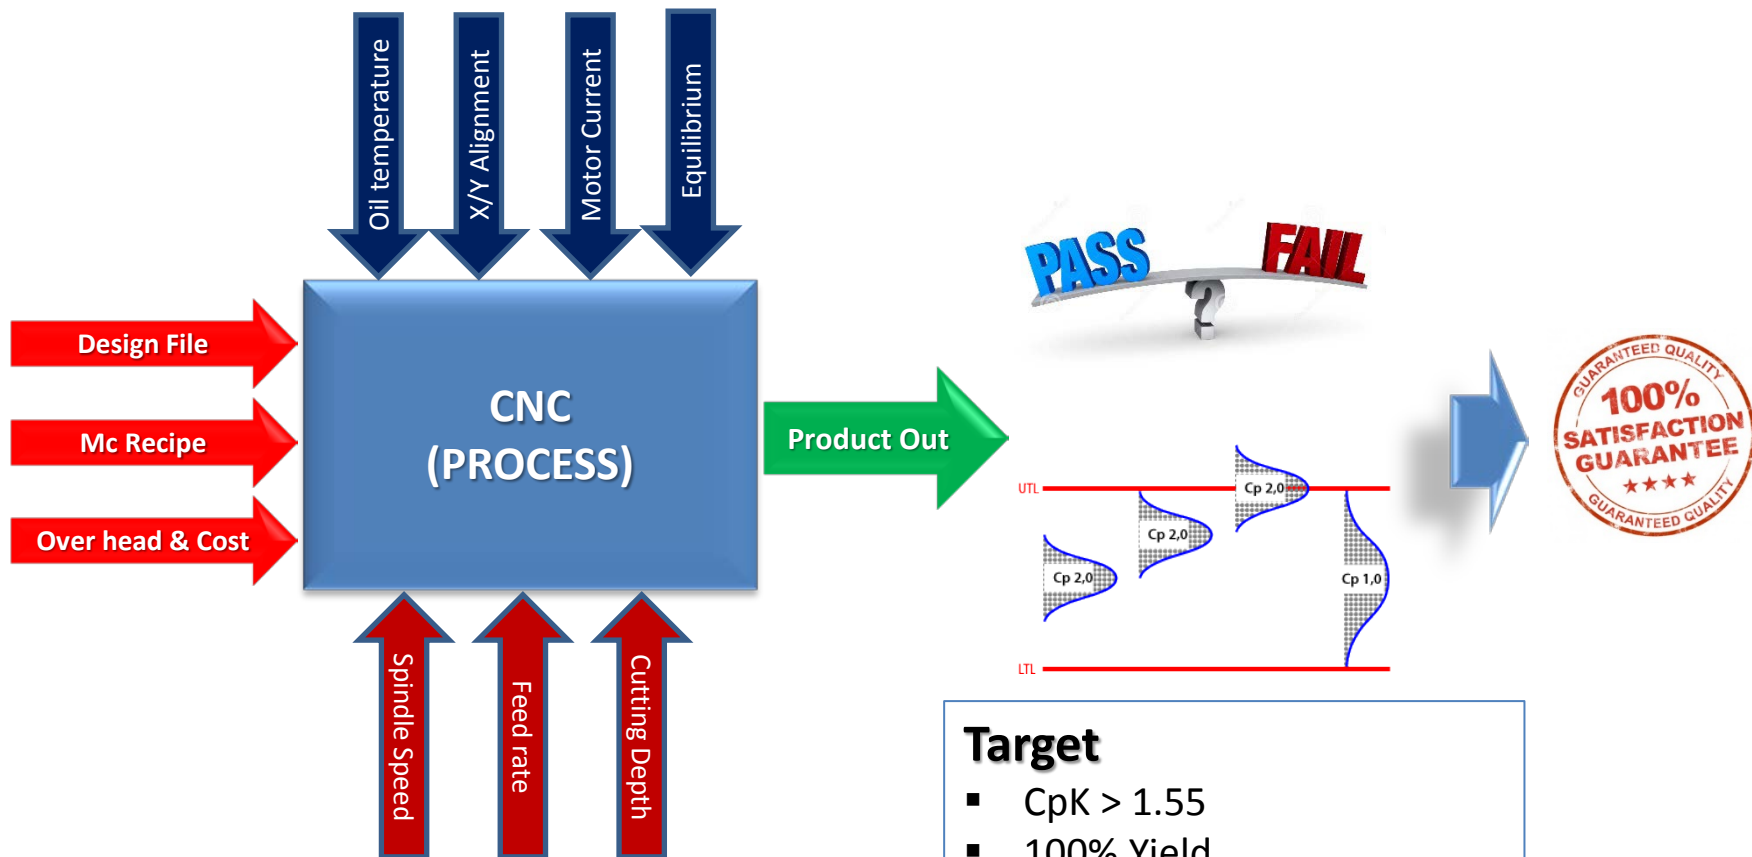 Oil temperature
X/Y Alignment
Motor Current
Equilibrium
Design File
Mc Recipe
Over head & Cost
CNC
(PROCESS)
Spindle Speed
Feed rate
Cutting Depth
Product Out
PASS
FAIL
?
UTL
Cp 2,0
Cp 2,0
Cp 2,0
Cp 1,0
LTL
GUARANTEED QUALITY
100%
SATISFACTION
GUARANTEE
GUARANTEED QUALITY
Target
▪ CpK > 1.55
▪ 100% Yield